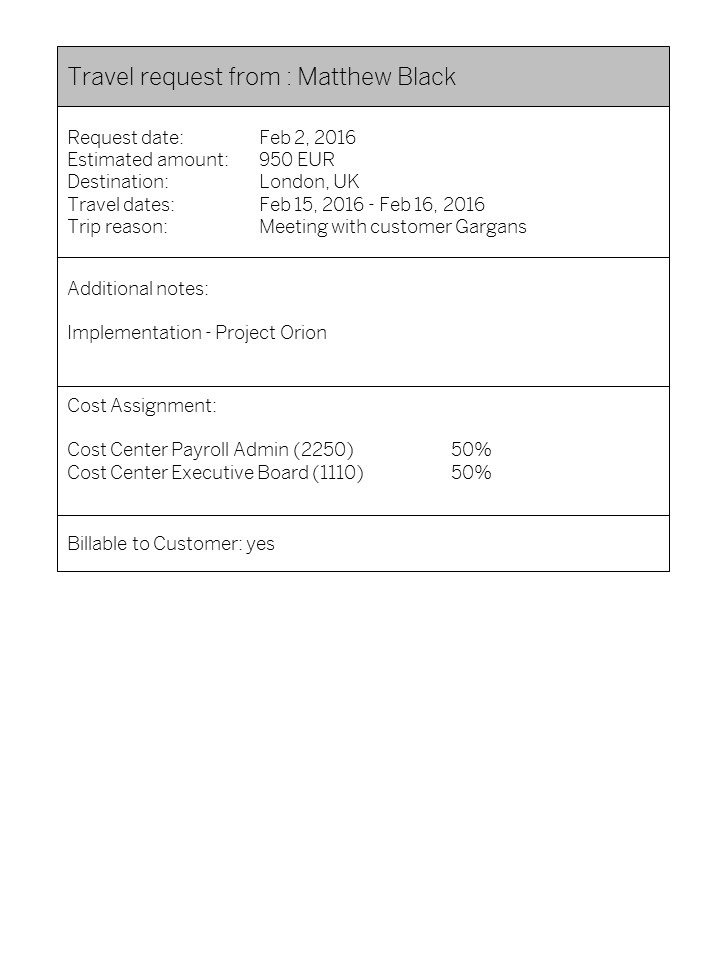 Travel request from : Matthew Black
Request date: Feb 2, 2016
Estimated amount: 950 EUR
Destination: London, UK
Travel dates: Feb 15, 2016 - Feb 16, 2016
Trip reason: Meeting with customer Gargans
Additional notes:
Implementation - Project Orion
Cost Assignment:
Cost Center Payroll Admin (2250) 50%
Cost Center Executive Board (1110) 50%
Billable to Customer: yes